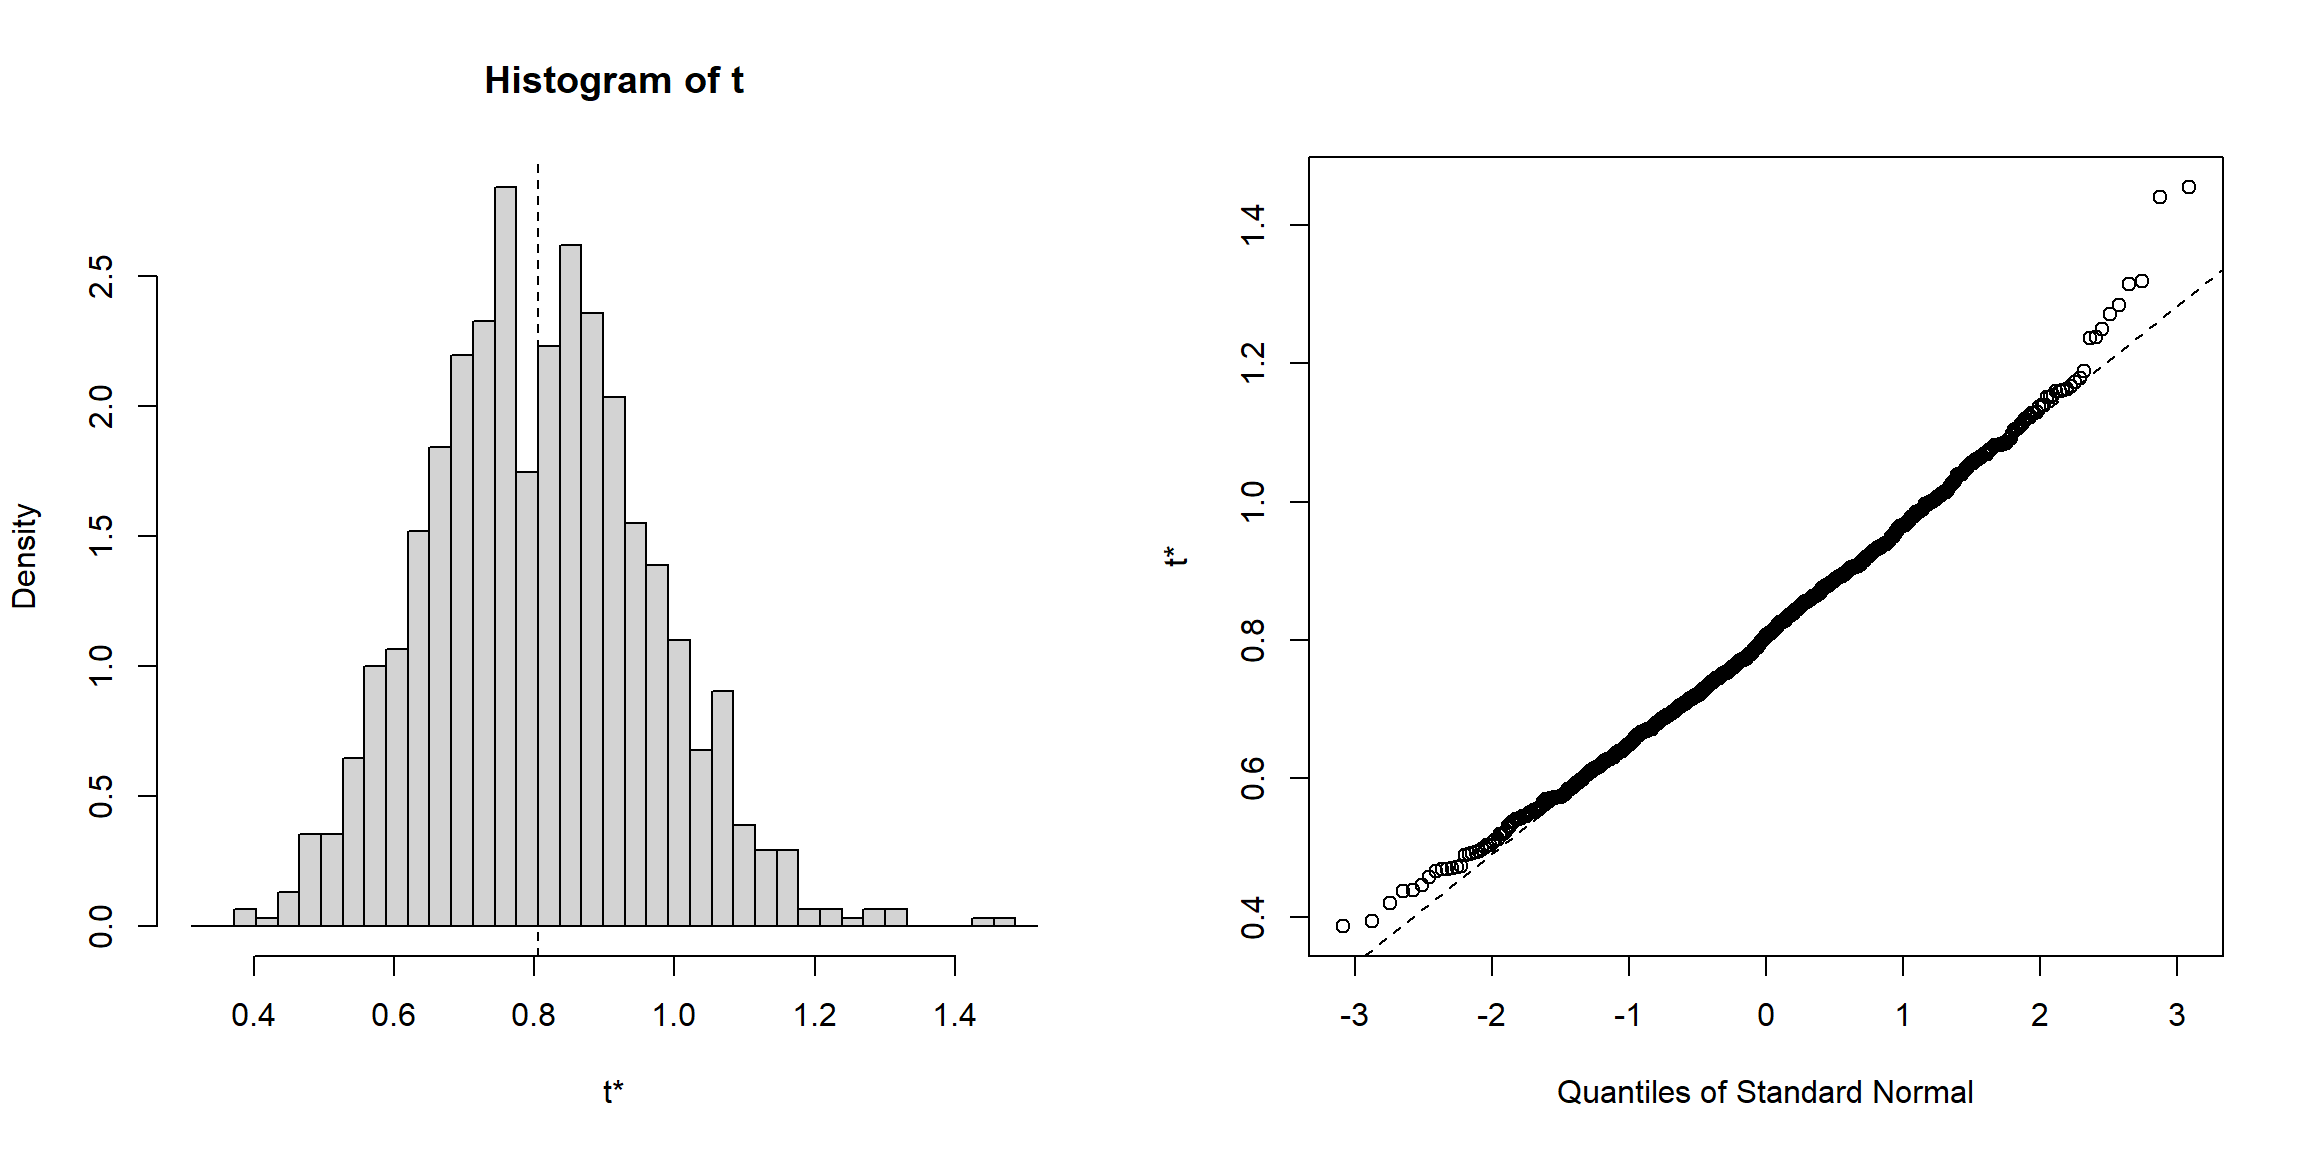 Histogram of t
Density
0.0 0.5 1.0 1.5 2.0 2.5
0.4 0.6 0.8 1.0 1.2 1.4
t*
t*
0.4 0.6 0.8 1.0 1.2 1.4
-3 -2 -1 0 1 2 3
Quantiles of Standard Normal